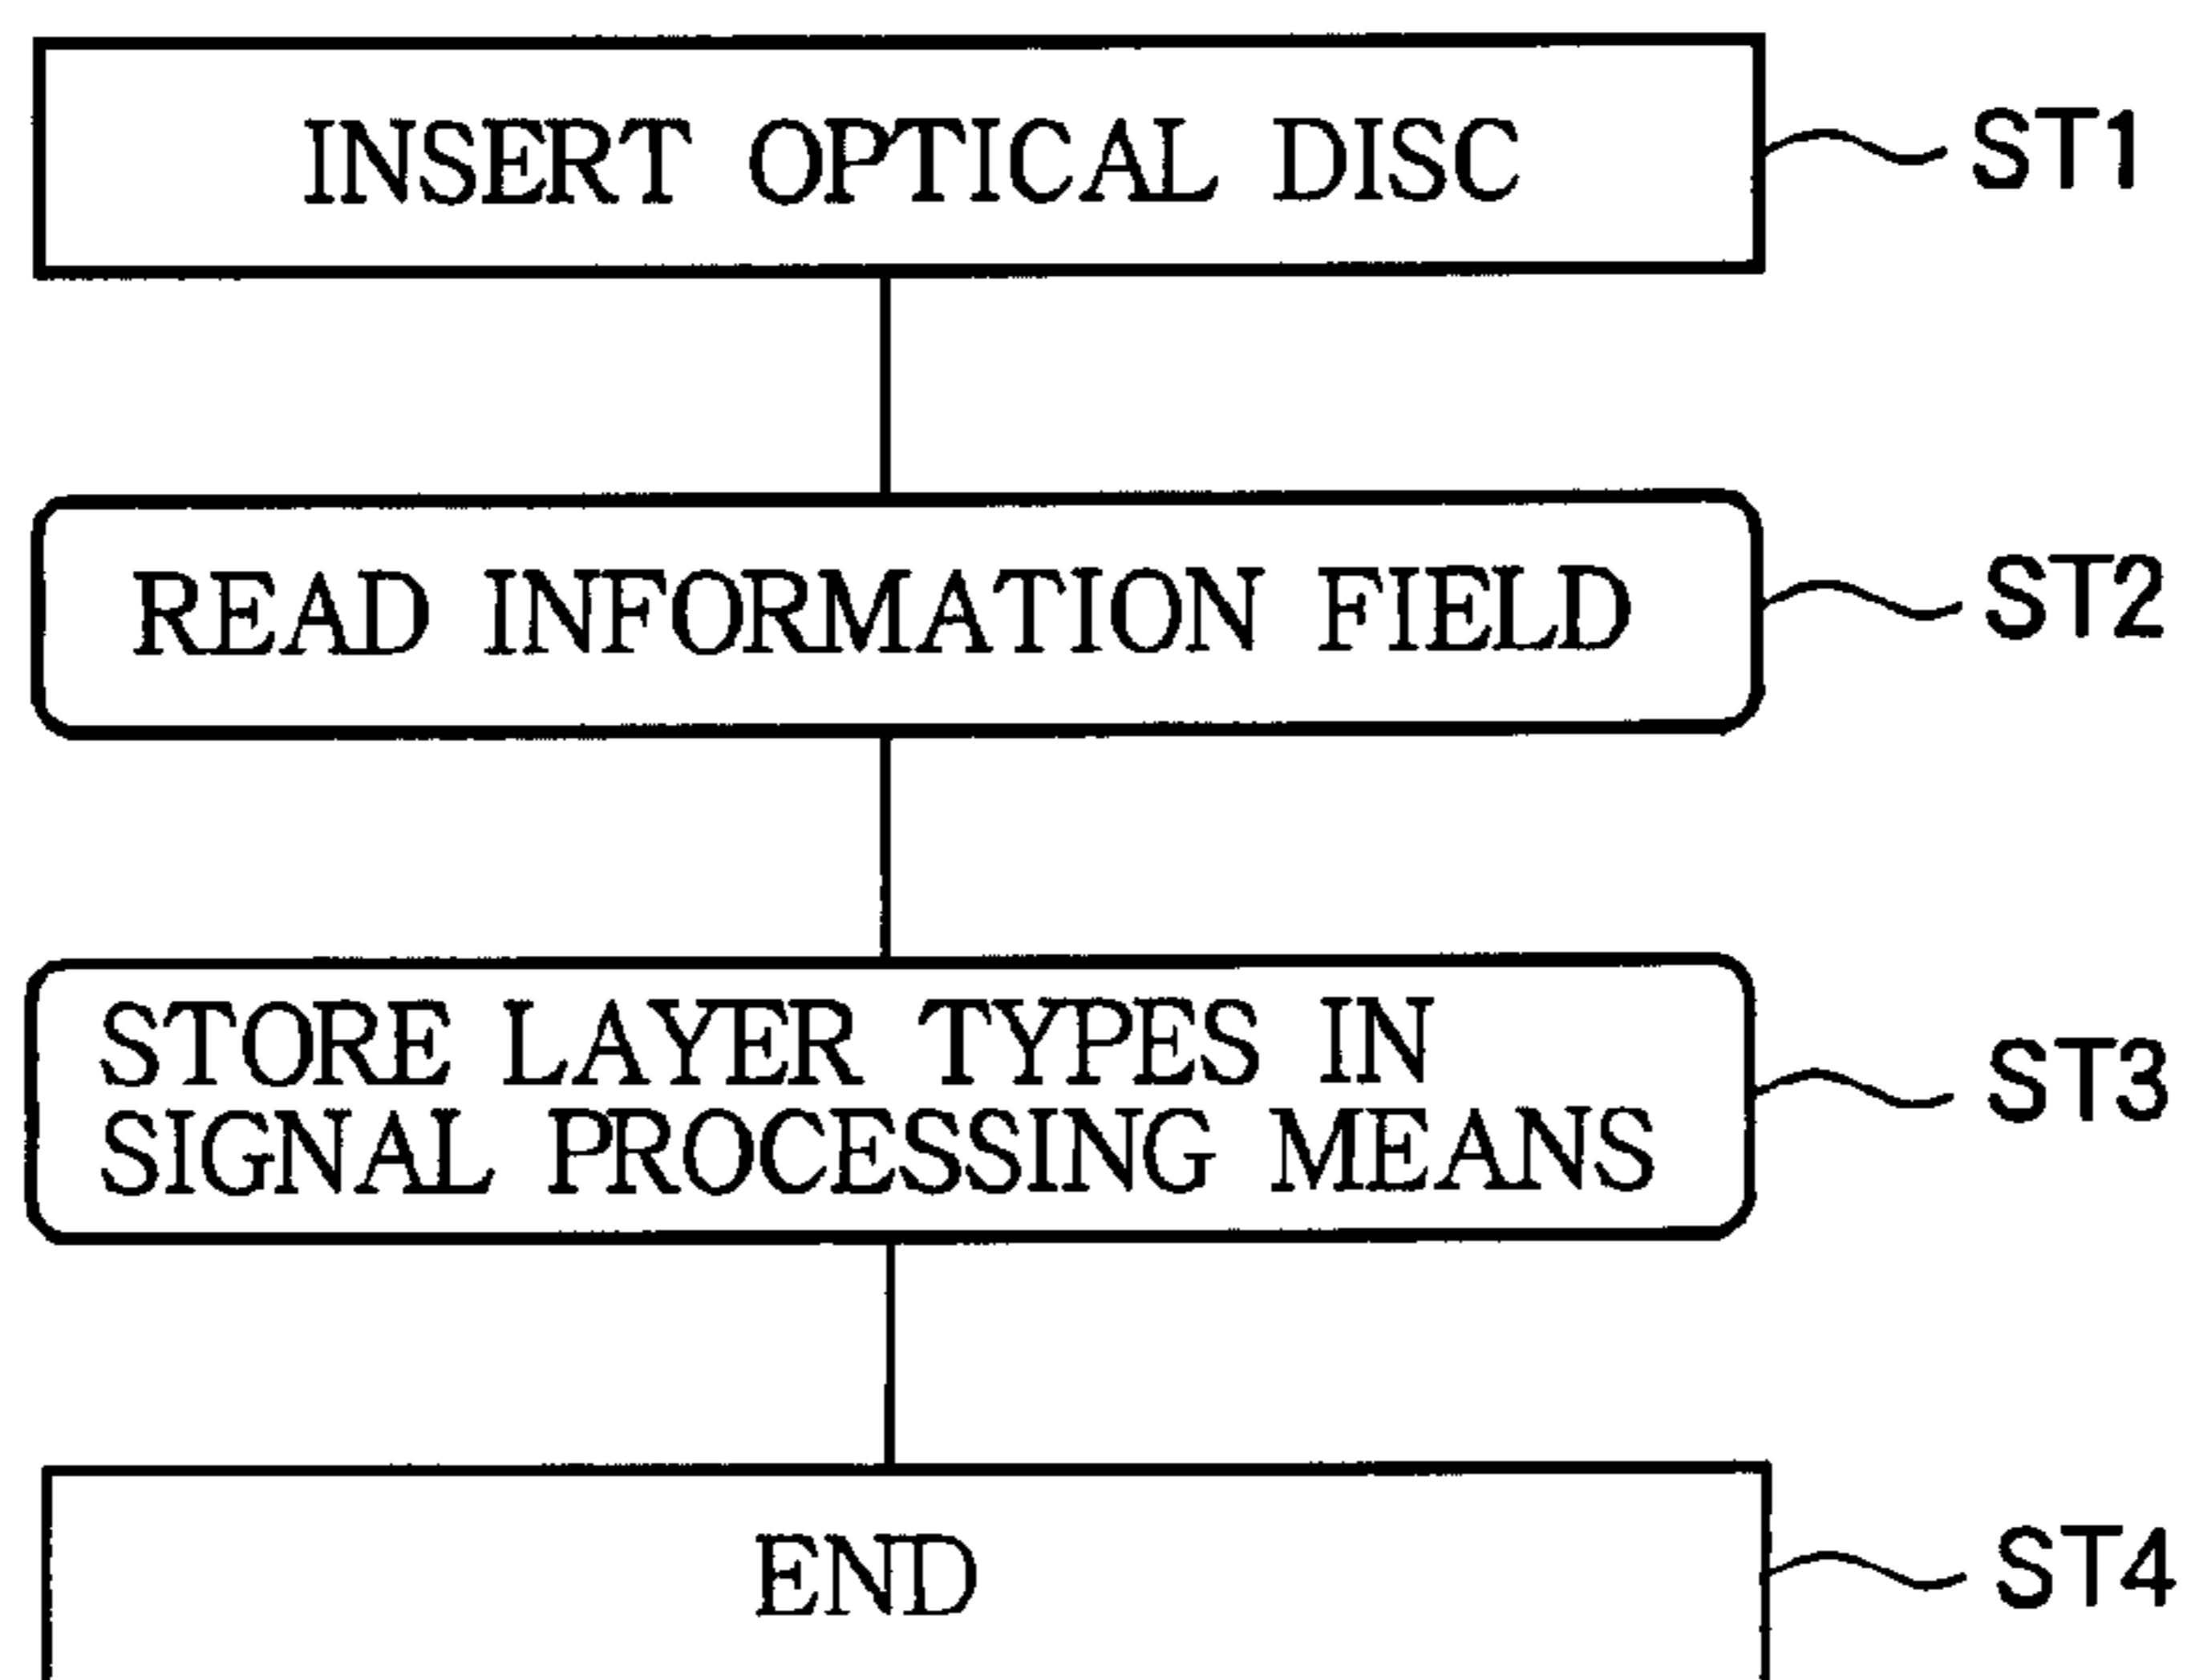 INSERT OPTICAL DISC
ST1
READ INFORMATION FIELD
ST2
STORE LAYER TYPES IN
SIGNAL PROCESSING MEANS
ST3
END
ST4